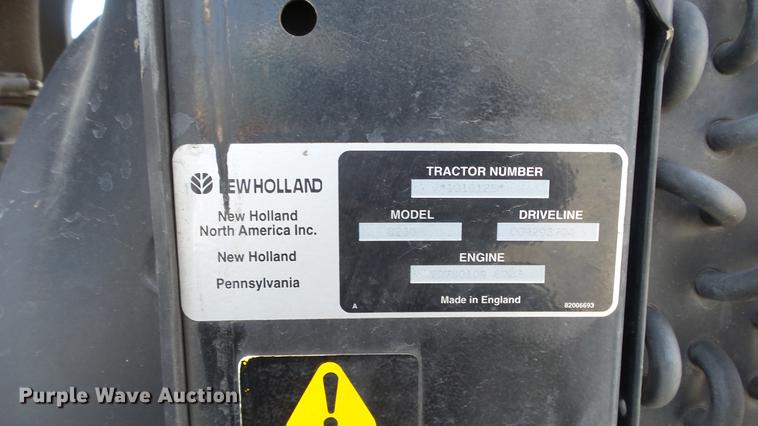 NEW HOLLAND
New Holland
North America Inc.
New Holland
Pennsylvania
TRACTOR NUMBER
MODEL DRIVELINE
ENGINE
A Made in England 82006693
Purple Wave Auction